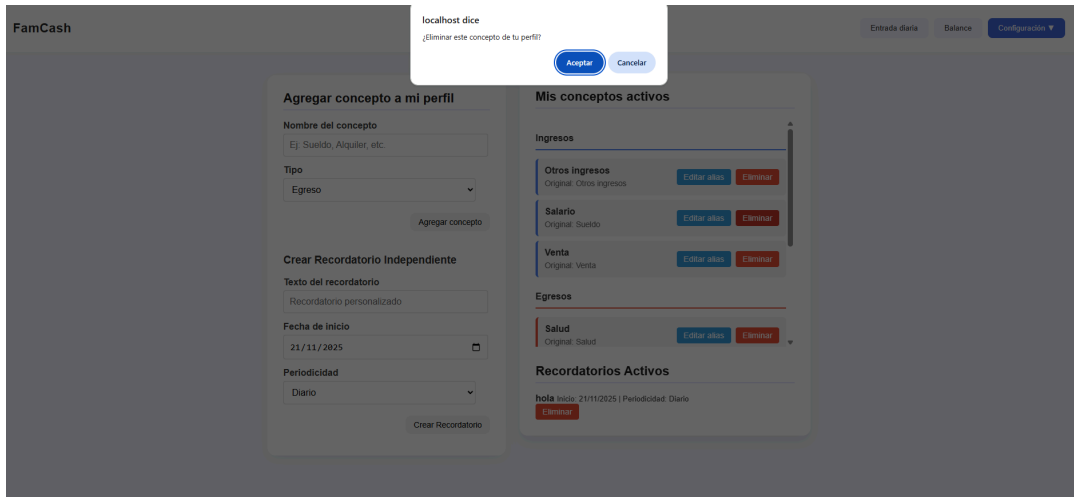 FamCash
localhost dice
¿Eliminar este concepto de tu perfil?
Aceptar
Cancelar
Entrada diaria
Balance
Configuración ▼
Agregar concepto a mi perfil
Nombre del concepto
Ej: Sueldo, Alquiler, etc.
Tipo
Egreso
Agregar concepto
Crear Recordatorio Independiente
Texto del recordatorio
Recordatorio personalizado
Fecha de inicio
21/11/2025
Periodicidad
Diario
Crear Recordatorio
Mis conceptos activos
Ingresos
Otros ingresos
Original: Otros ingresos
Editar alias
Eliminar
Salario
Original: Sueldo
Editar alias
Eliminar
Venta
Original: Venta
Editar alias
Eliminar
Egresos
Salud
Original: Salud
Editar alias
Eliminar
Recordatorios Activos
hola Inicio: 21/11/2025 | Periodicidad: Diario
Eliminar